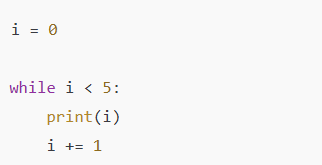 i = 0
while i < 5:
    print(i)
    i += 1